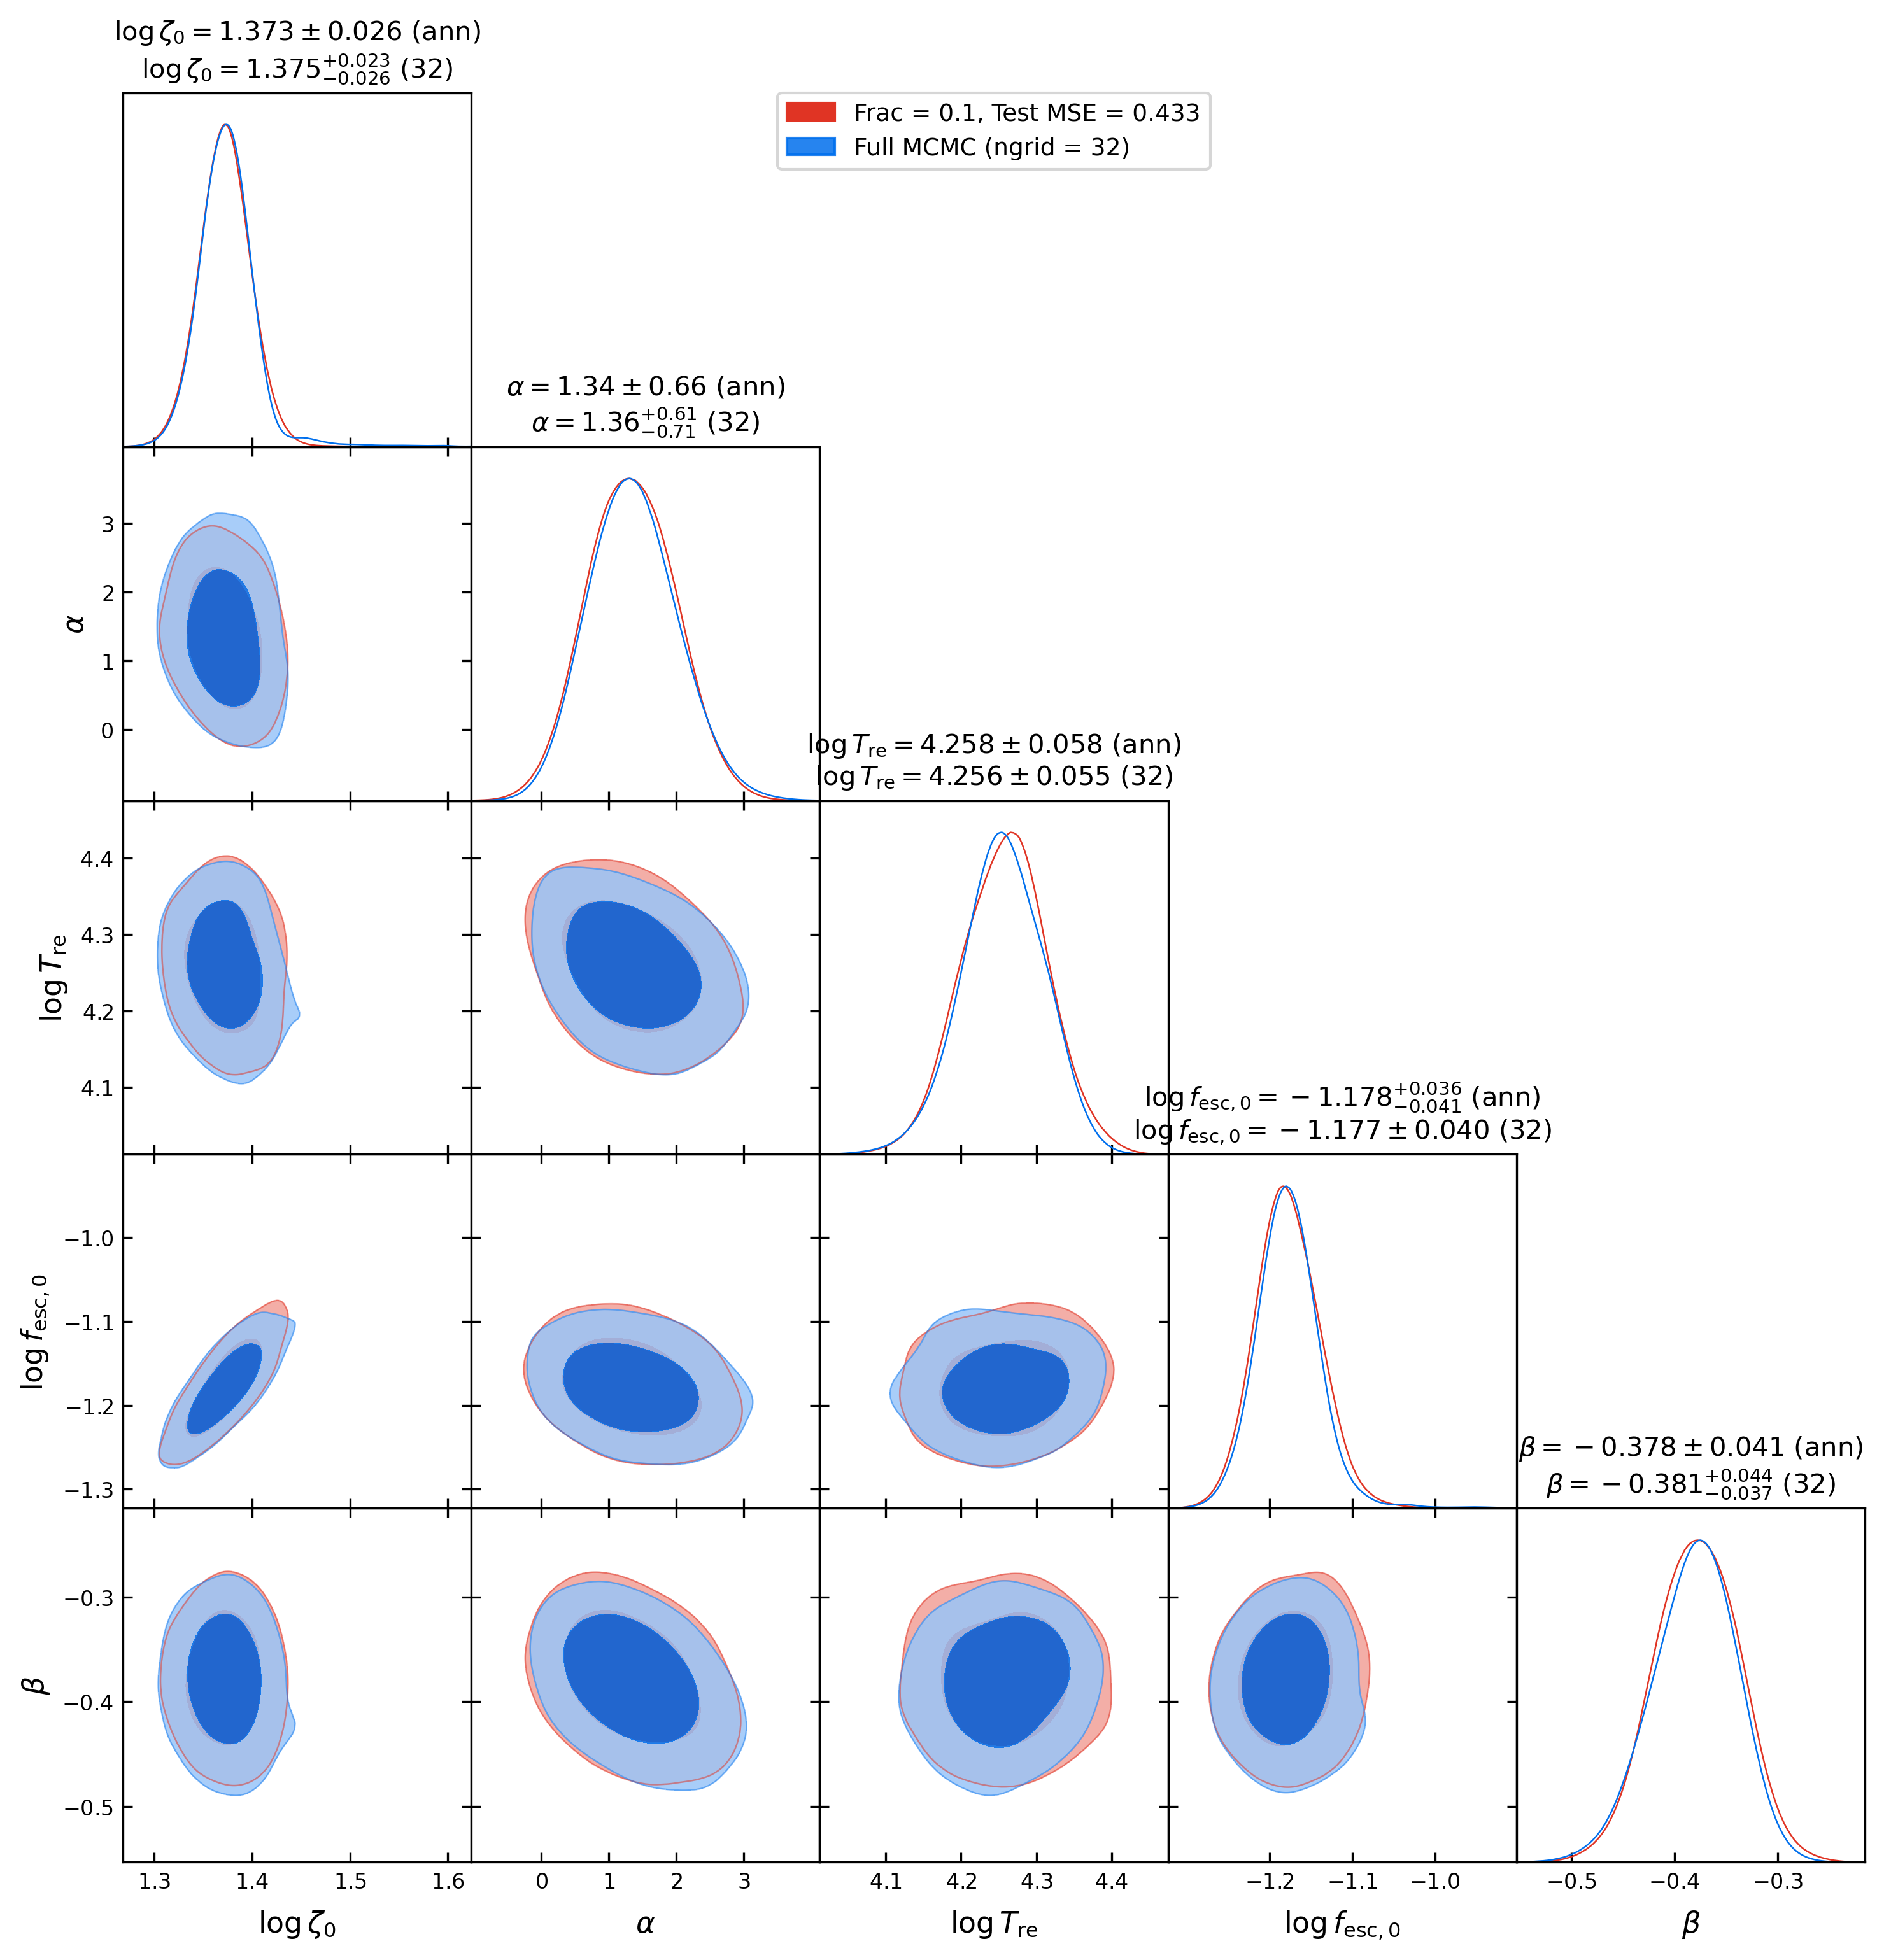 log ζ₀ = 1.373 ± 0.026 (ann)
log ζ₀ = 1.375 +0.023 −0.026 (32)
Frac = 0.1, Test MSE = 0.433
Full MCMC (ngrid = 32)
α = 1.34 ± 0.66 (ann)
α = 1.36 +0.61 −0.71 (32)
3
2
1
0
α
log T_re = 4.258 ± 0.058 (ann)
log T_re = 4.256 ± 0.055 (32)
4.4
4.3
4.2
4.1
log T_re
log f_esc,0 = −1.178 +0.036 −0.041 (ann)
log f_esc,0 = −1.177 ± 0.040 (32)
−1.0
−1.1
−1.2
−1.3
log f_esc,0
β = −0.378 ± 0.041 (ann)
β = −0.381 +0.044 −0.037 (32)
−0.3
−0.4
−0.5
β
1.3 1.4 1.5 1.6
0 1 2 3
4.1 4.2 4.3 4.4
−1.2 −1.1 −1.0
−0.5 −0.4 −0.3
log ζ₀
α
log T_re
log f_esc,0
β